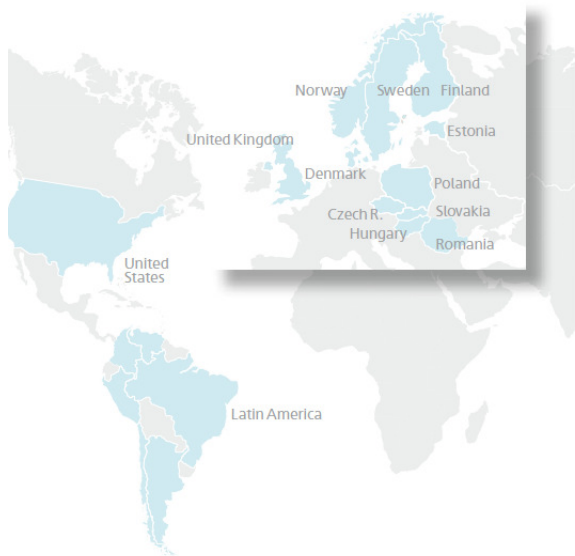 Norway
Sweden
Finland
United Kingdom
Estonia
Denmark
Poland
Czech R.
Slovakia
Hungary
Romania
United
States
Latin America